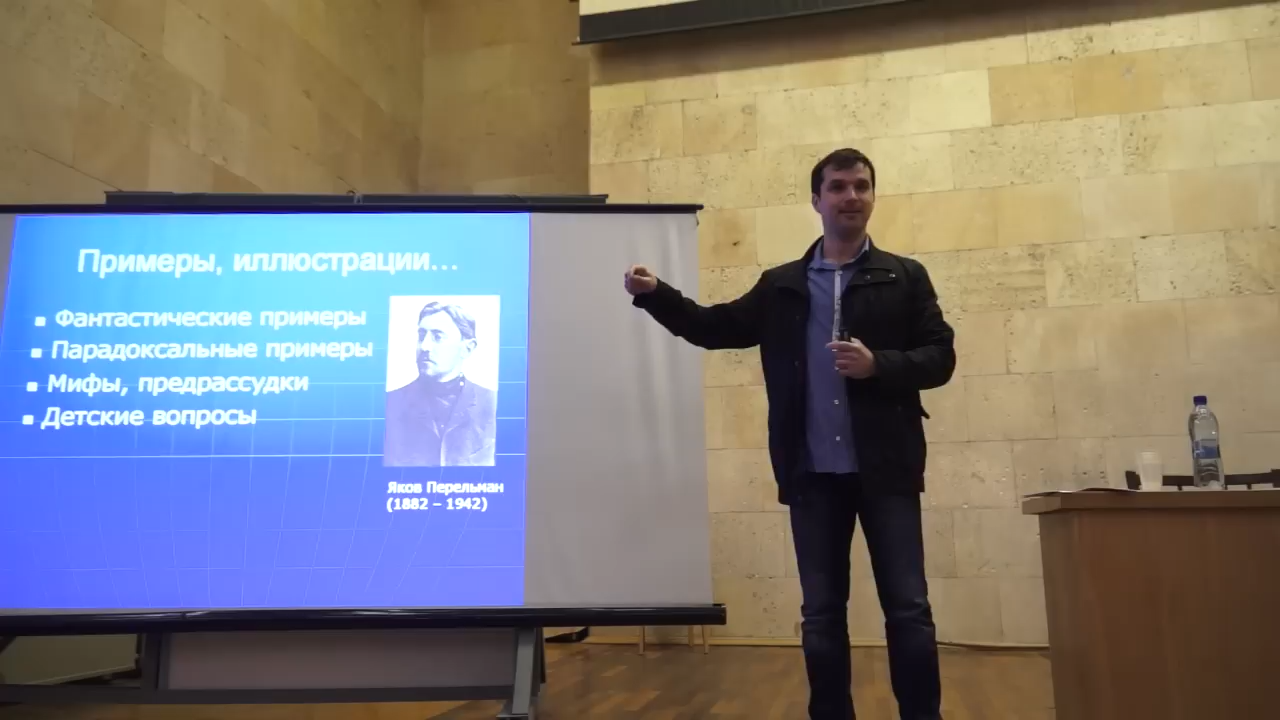 Примеры, иллюстрации...
Фантастические примеры
Парадоксальные примеры
Мифы, предрассудки
Детские вопросы
Яков Перельман
(1882 – 1942)